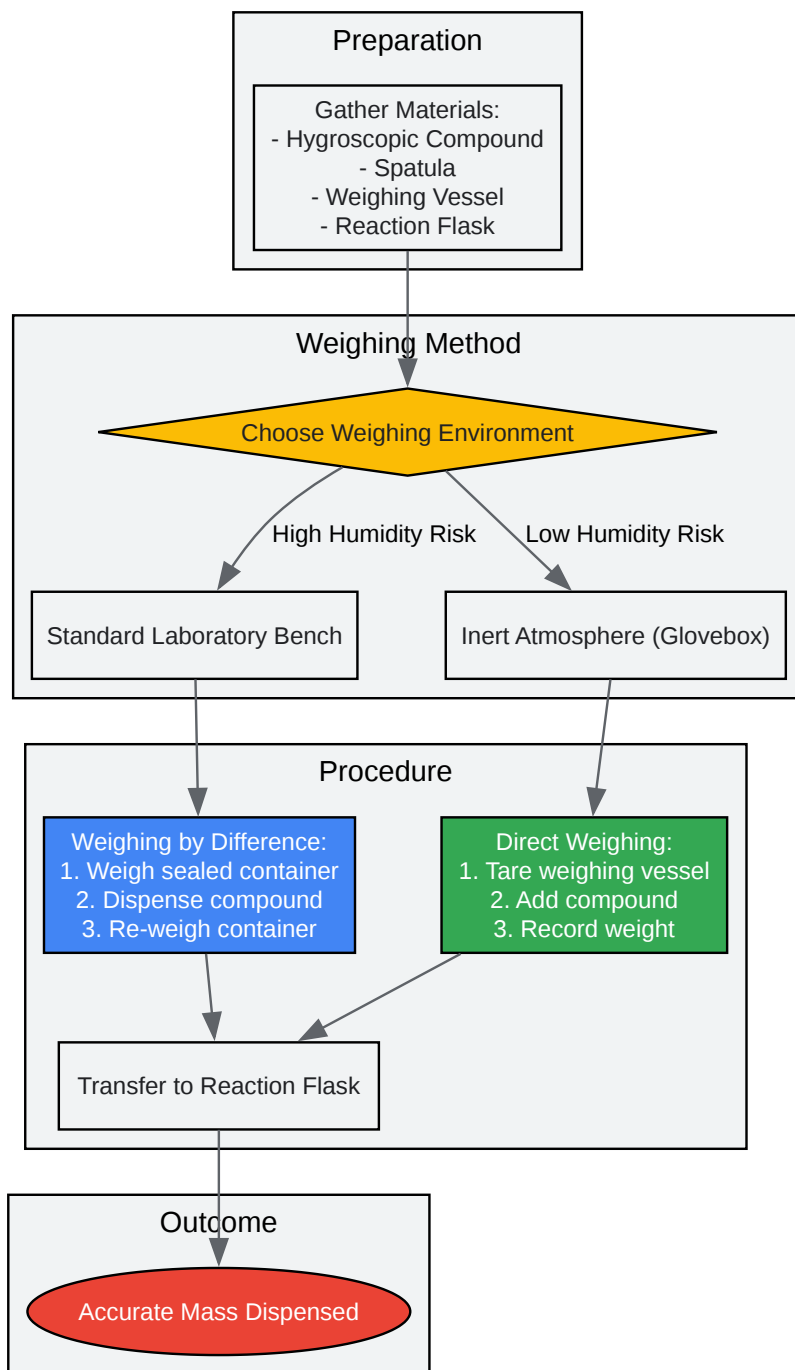 Preparation
Gather Materials:
- Hygroscopic Compound
- Spatula
- Weighing Vessel
- Reaction Flask
Weighing Method
Choose Weighing Environment
High Humidity Risk
Low Humidity Risk
Standard Laboratory Bench
Inert Atmosphere (Glovebox)
Procedure
Weighing by Difference:
1. Weigh sealed container
2. Dispense compound
3. Re-weigh container
Direct Weighing:
1. Tare weighing vessel
2. Add compound
3. Record weight
Transfer to Reaction Flask
Outcome
Accurate Mass Dispensed